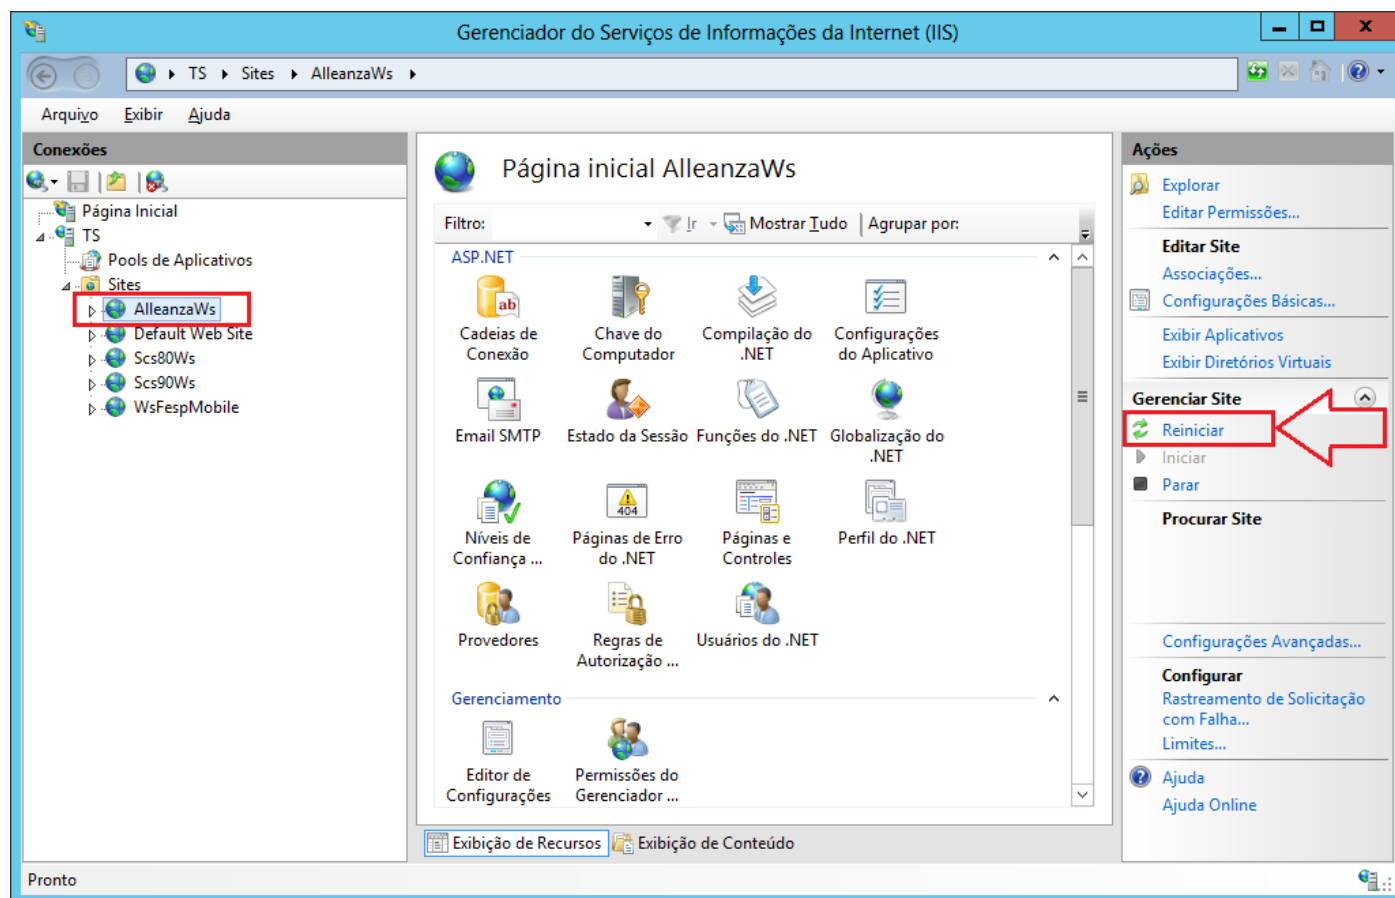 Gerenciador do Serviços de Informações da Internet (IIS)
TS Sites AlleanzaWs
Arquivo Exibir Ajuda
Conexões
Página Inicial
TS
Pools de Aplicativos
Sites
AlleanzaWs
Default Web Site
Scs80Ws
Scs90Ws
WsFespMobile
Página inicial AlleanzaWs
Filtro: Ir Mostrar Tudo Agrupar por:
ASP.NET
Cadeias de
Conexão
Chave do
Computador
Compilação do
.NET
Configurações
do Aplicativo
Email SMTP
Estado da Sessão
Funções do .NET
Globalização do
.NET
Níveis de
Confiança ...
404
Páginas de Erro
do .NET
Páginas e
Controles
Perfil do .NET
Provedores
Regras de
Autorização ...
Usuários do .NET
Gerenciamento
Editor de
Configurações
Permissões do
Gerenciador ...
Exibição de Recursos Exibição de Conteúdo
Ações
Explorar
Editar Permissões...
Editar Site
Associações...
Configurações Básicas...
Exibir Aplicativos
Exibir Diretórios Virtuais
Gerenciar Site
Reiniciar
Iniciar
Parar
Procurar Site
Configurações Avançadas...
Configurar
Rastreamento de Solicitação
com Falha...
Limites...
Ajuda
Ajuda Online
Pronto